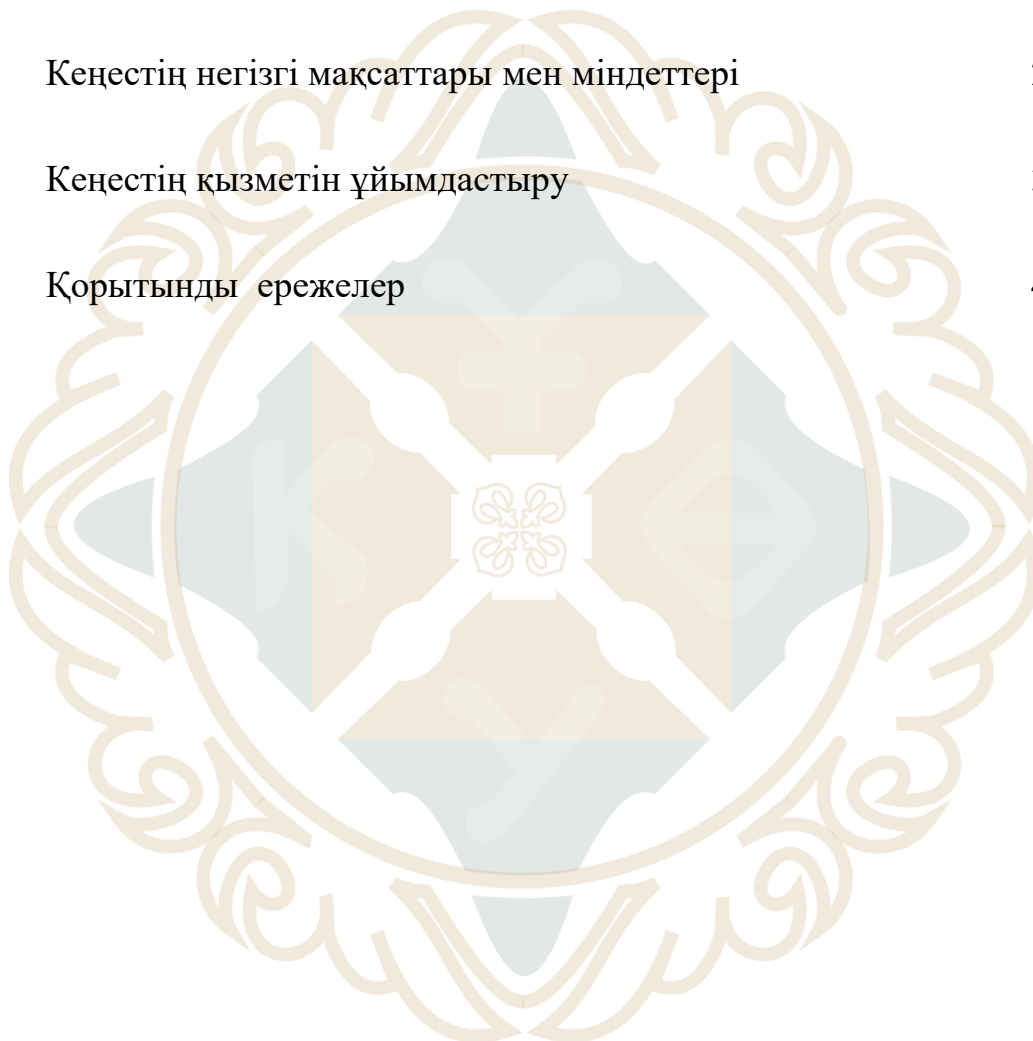 Кеңестің негізгі мақсаттары мен міндеттері
Кеңестің қызметін ұйымдастыру
Қорытынды ережелер
Ұ
Қ Ө
У